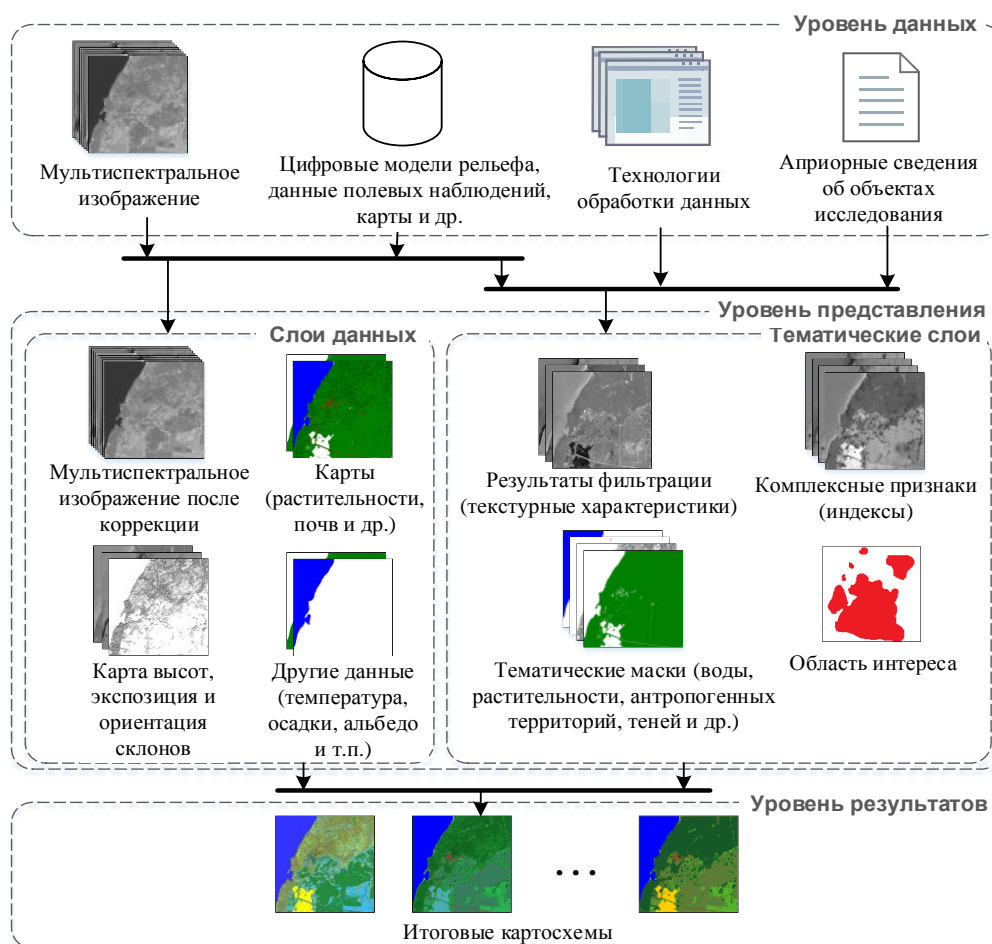 Уровень данных
Мультиспектральное
изображение
Цифровые модели рельефа,
данные полевых наблюдений,
карты и др.
Технологии
обработки данных
Априорные сведения
об объектах
исследования
Уровень представления
Слои данных
Тематические слои
Мультиспектральное
изображение после
коррекции
Карты
(растительности,
почв и др.)
Результаты фильтрации
(текстурные характеристики)
Комплексные признаки
(индексы)
Карта высот,
экспозиция и
ориентация
склонов
Другие данные
(температура,
осадки, альбедо
и т.п.)
Тематические маски (воды,
растительности, антропогенных
территорий, теней и др.)
Область интереса
Уровень результатов
...
Итоговые картосхемы